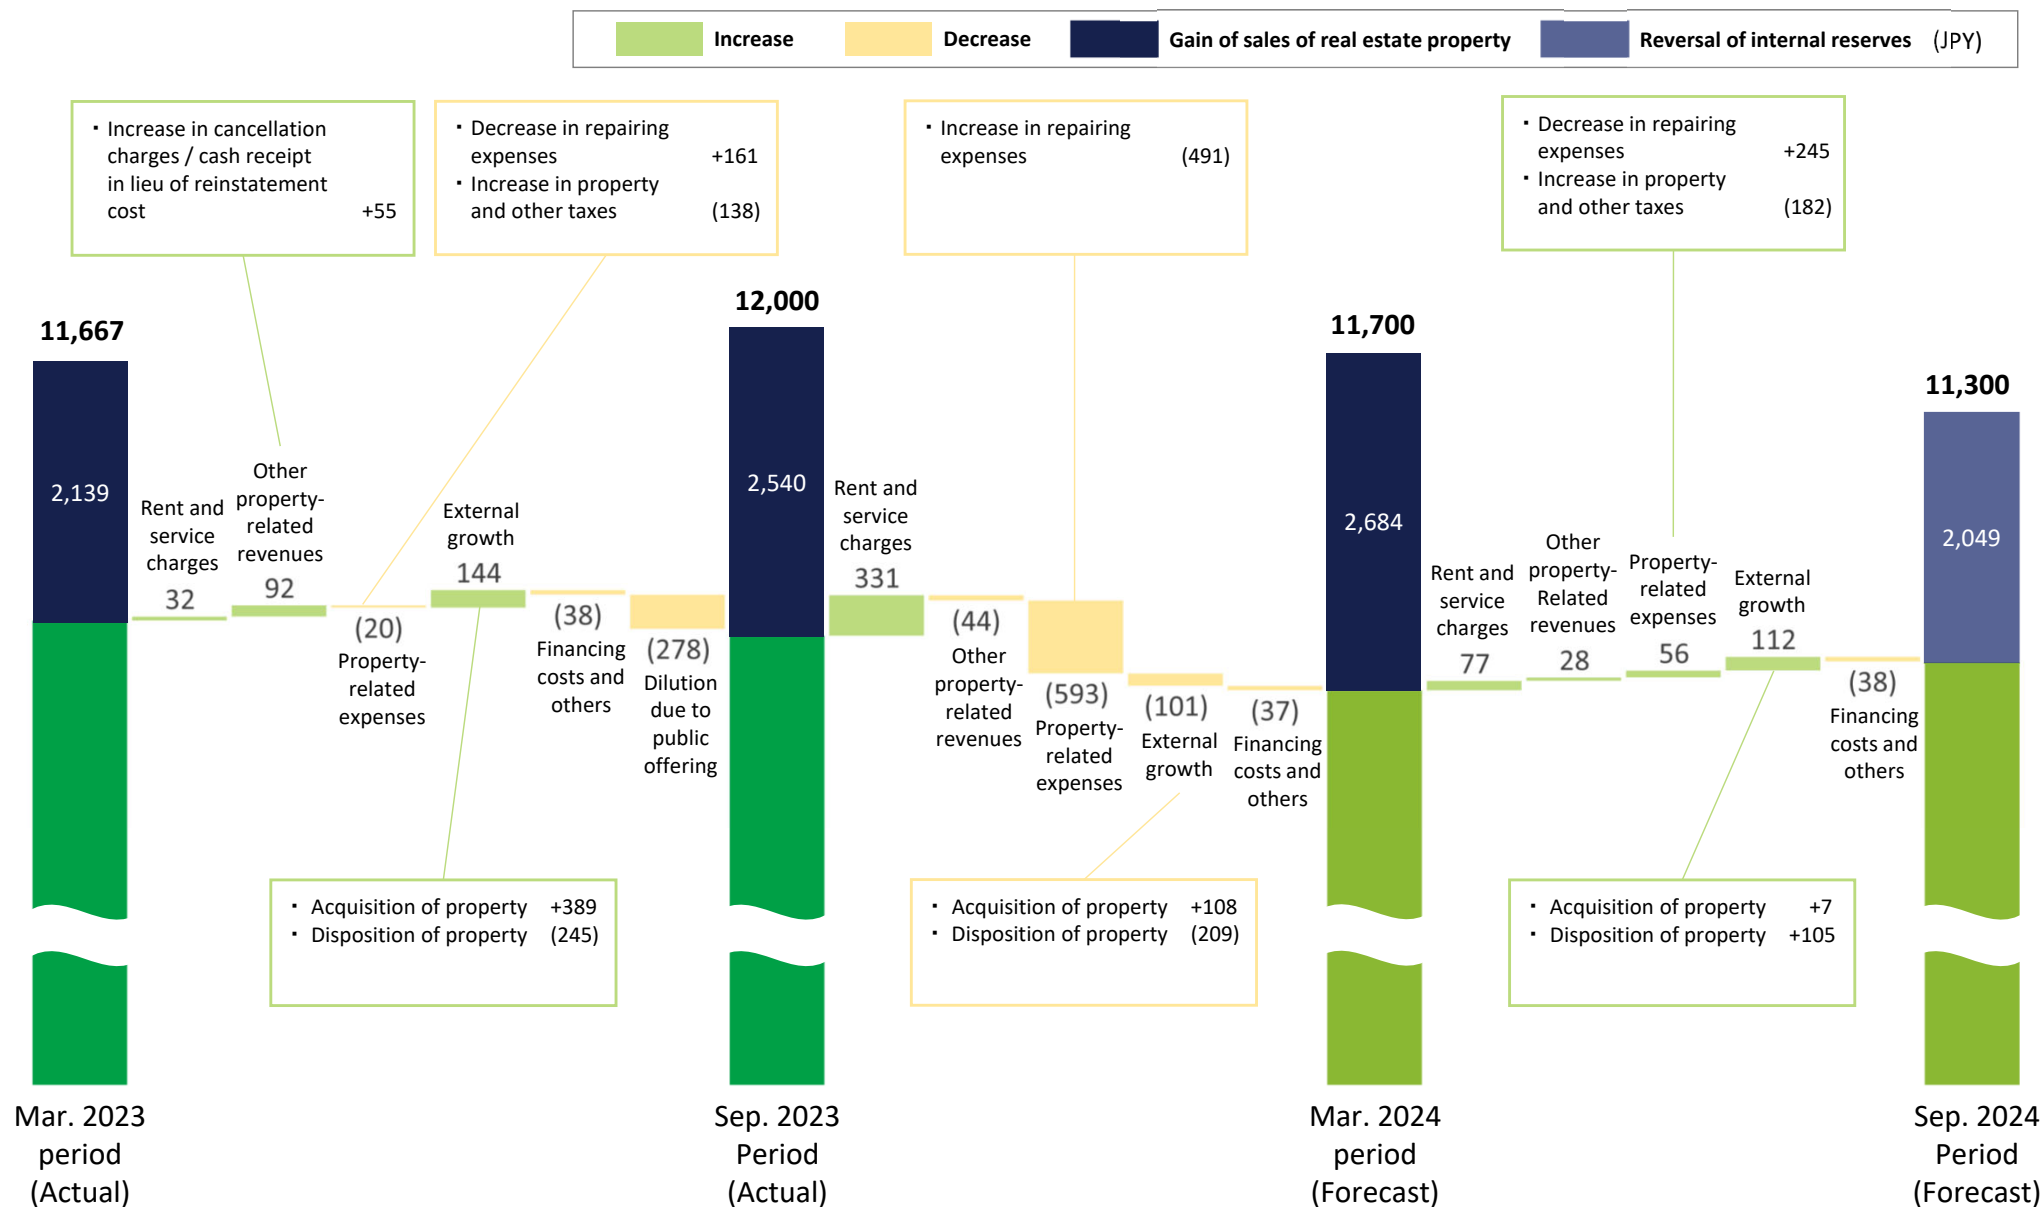 Increase
Decrease
Gain of sales of real estate property
Reversal of internal reserves (JPY)
・Increase in cancellation
charges / cash receipt
in lieu of reinstatement
cost +55
・Decrease in repairing
expenses +161
・Increase in property
and other taxes (138)
・Increase in repairing
expenses (491)
・Decrease in repairing
expenses +245
・Increase in property
and other taxes (182)
11,667
2,139
Rent and
service
charges
32
Other
property-
related
revenues
92
(20)
Property-
related
expenses
External
growth
144
(38)
Financing
costs and
others
(278)
Dilution
due to
public
offering
12,000
2,540
Rent and
service
charges
331
(44)
Other
property-
related
revenues
(593)
Property-
related
expenses
(101)
External
growth
(37)
Financing
costs and
others
11,700
2,684
Rent and
service
charges
77
Other
property-
Related
revenues
28
Property-
related
expenses
56
External
growth
112
(38)
Financing
costs and
others
11,300
2,049
・Acquisition of property +389
・Disposition of property (245)
・Acquisition of property +108
・Disposition of property (209)
・Acquisition of property +7
・Disposition of property +105
Mar. 2023
period
(Actual)
Sep. 2023
Period
(Actual)
Mar. 2024
period
(Forecast)
Sep. 2024
Period
(Forecast)